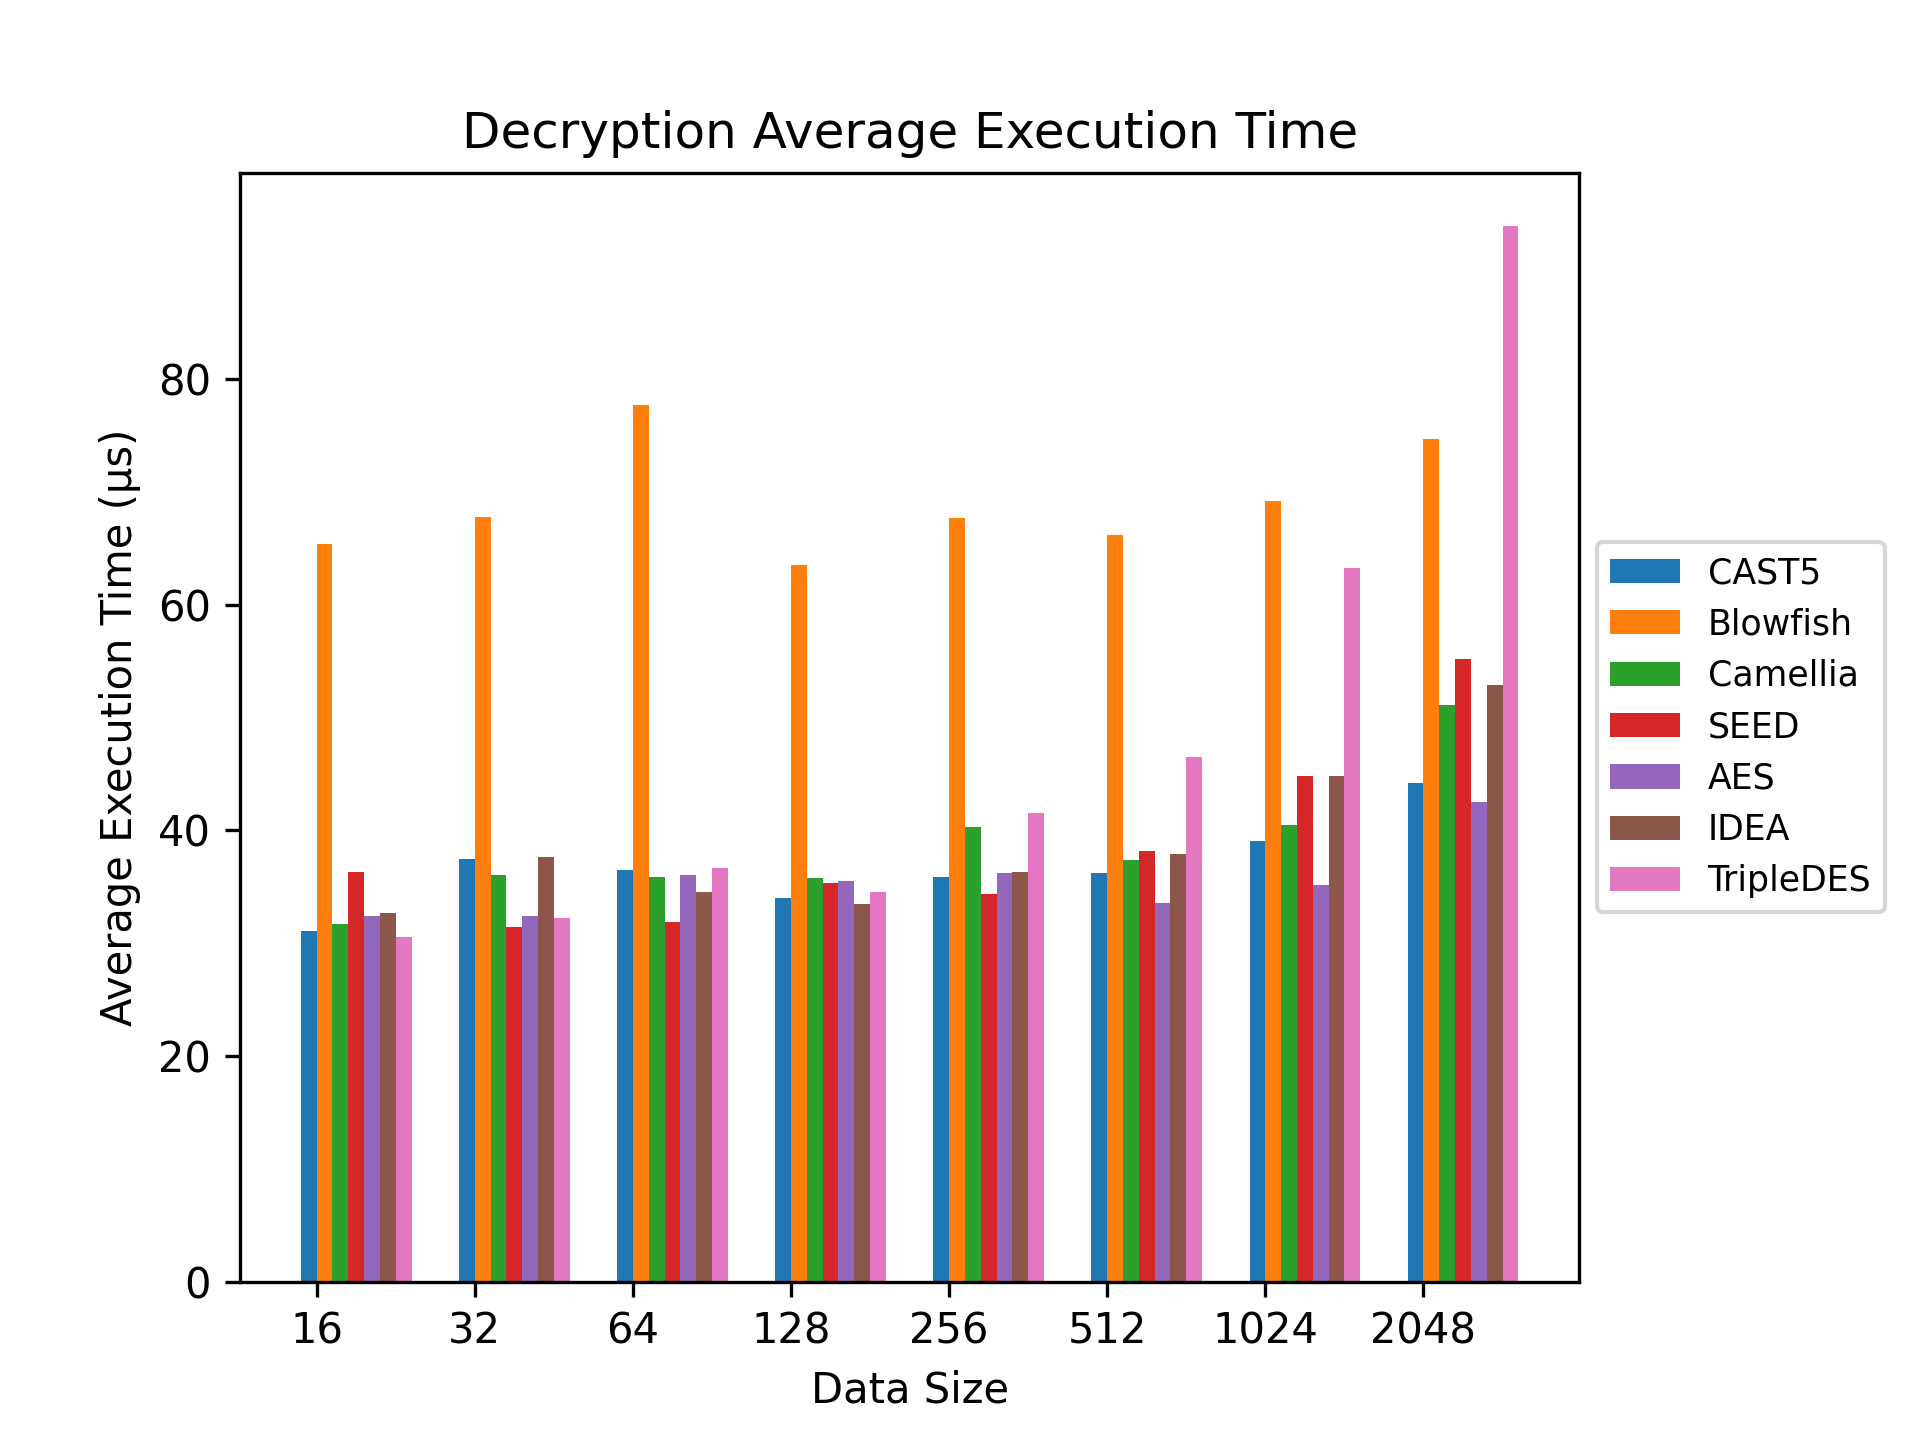 Decryption Average Execution Time
Average Execution Time (µs)
80
60
40
20
0
16 32 64 128 256 512 1024 2048
Data Size
CAST5
Blowfish
Camellia
SEED
AES
IDEA
TripleDES